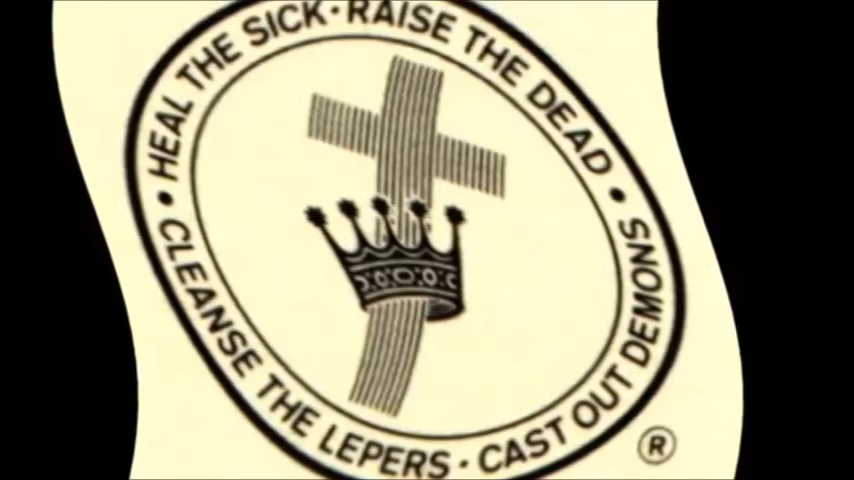 HEAL THE SICK · RAISE THE DEAD ·
CLEANSE THE LEPERS · CAST OUT DEMONS ·
®